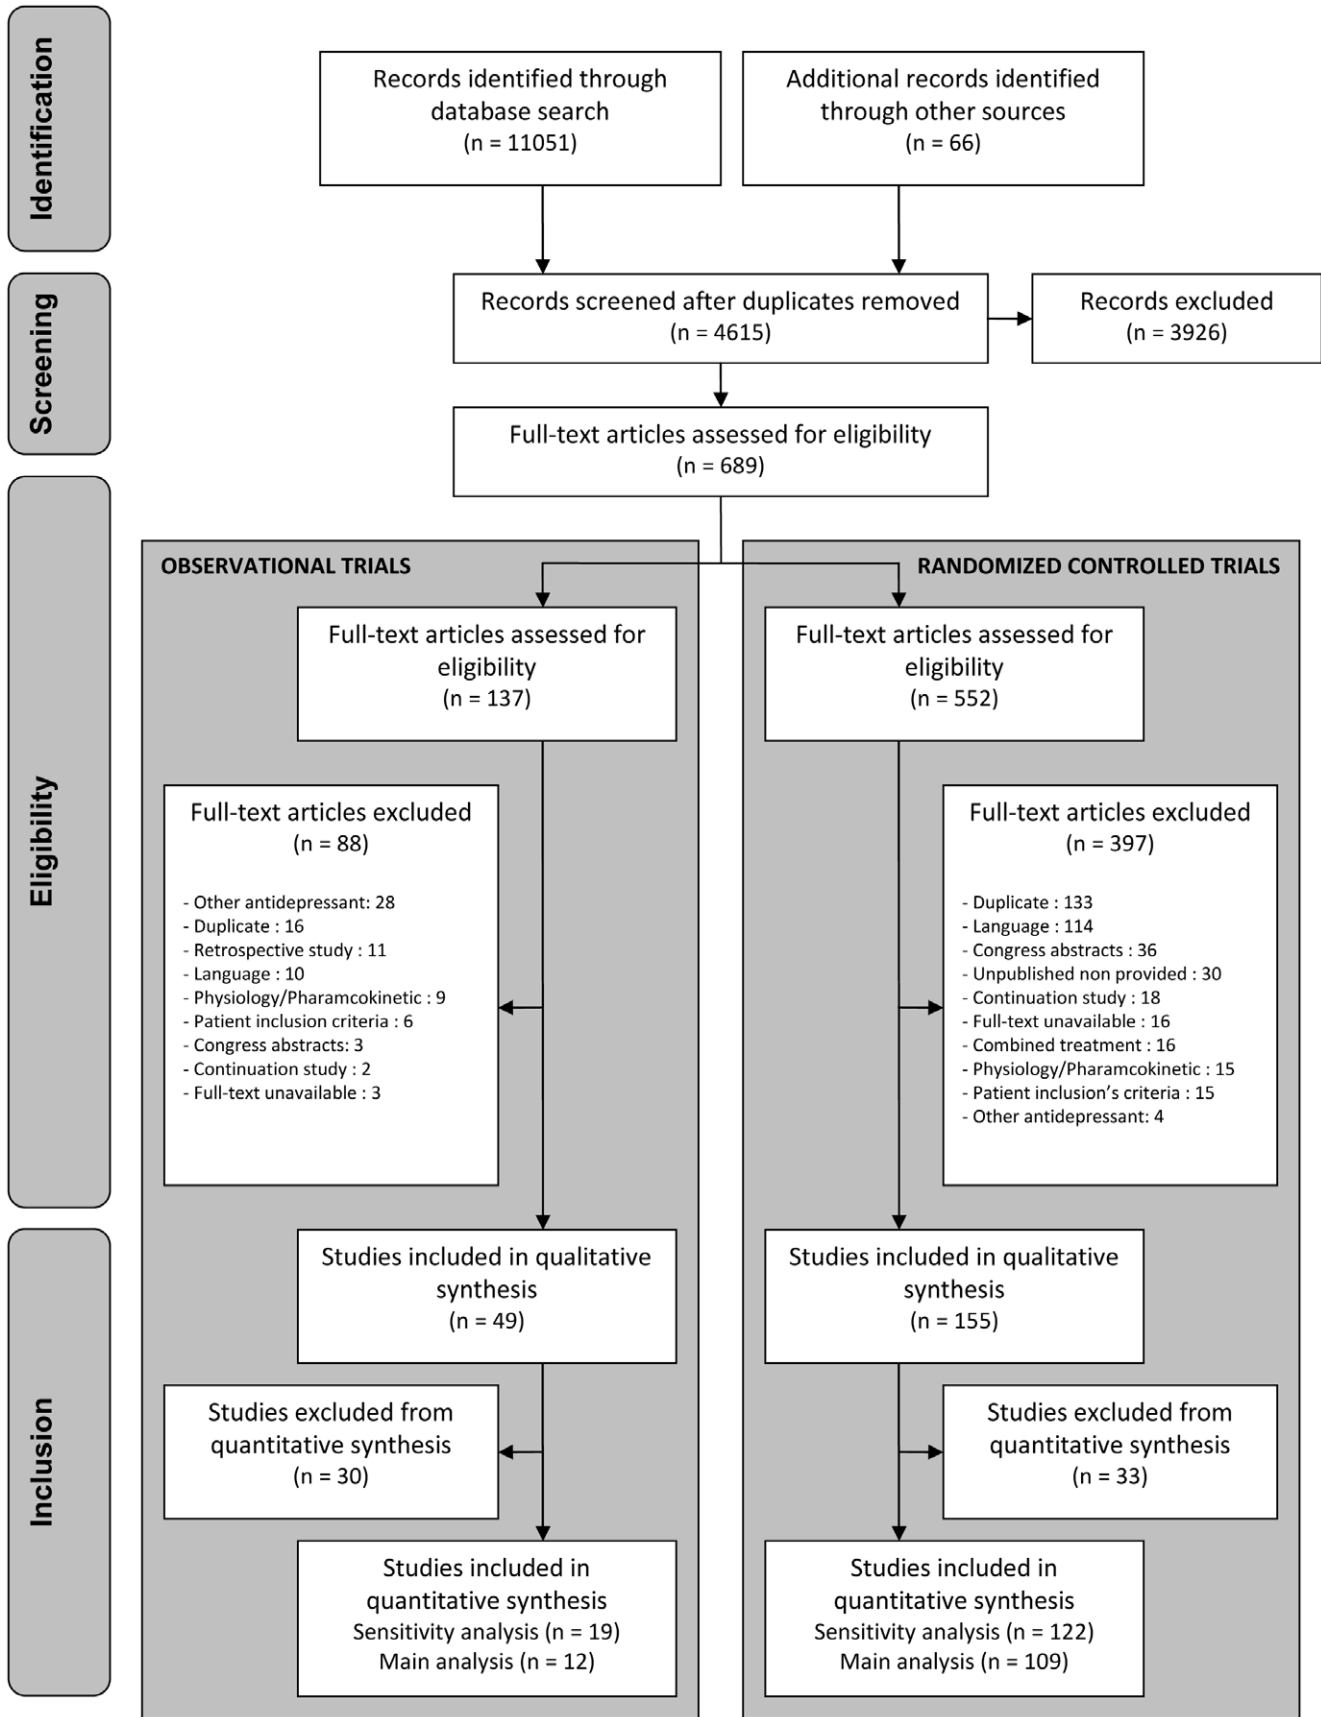 Identification
Records identified through
database search
(n = 11051)
Additional records identified
through other sources
(n = 66)
Screening
Records screened after duplicates removed
(n = 4615)
Records excluded
(n = 3926)
Full-text articles assessed for eligibility
(n = 689)
Eligibility
OBSERVATIONAL TRIALS
Full-text articles assessed for
eligibility
(n = 137)
Full-text articles excluded
(n = 88)
- Other antidepressant: 28
- Duplicate : 16
- Retrospective study : 11
- Language : 10
- Physiology/Pharamcokinetic : 9
- Patient inclusion criteria : 6
- Congress abstracts: 3
- Continuation study : 2
- Full-text unavailable : 3
RANDOMIZED CONTROLLED TRIALS
Full-text articles assessed for
eligibility
(n = 552)
Full-text articles excluded
(n = 397)
- Duplicate : 133
- Language : 114
- Congress abstracts : 36
- Unpublished non provided : 30
- Continuation study : 18
- Full-text unavailable : 16
- Combined treatment : 16
- Physiology/Pharamcokinetic : 15
- Patient inclusion’s criteria : 15
- Other antidepressant: 4
Inclusion
Studies included in qualitative
synthesis
(n = 49)
Studies excluded from
quantitative synthesis
(n = 30)
Studies included in
quantitative synthesis
Sensitivity analysis (n = 19)
Main analysis (n = 12)
Studies included in qualitative
synthesis
(n = 155)
Studies excluded from
quantitative synthesis
(n = 33)
Studies included in
quantitative synthesis
Sensitivity analysis (n = 122)
Main analysis (n = 109)